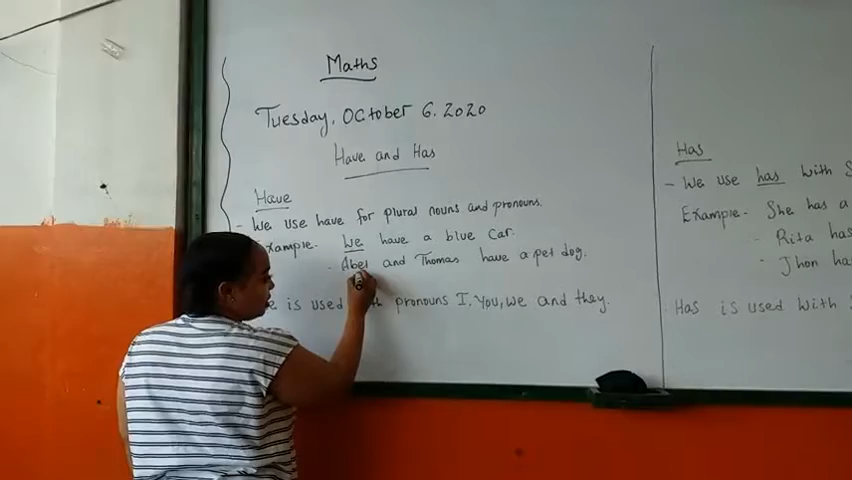 Maths
Tuesday, October 6, 2020
Have and Has
Have
- We use have for plural nouns and pronouns.
Example - We have a blue car.
- Abel and Thomas have a pet dog.
is used pronouns I, You, we and they.
Has
- We use has with
Example - She has a
- Rita has
- Jhon
Has is used with